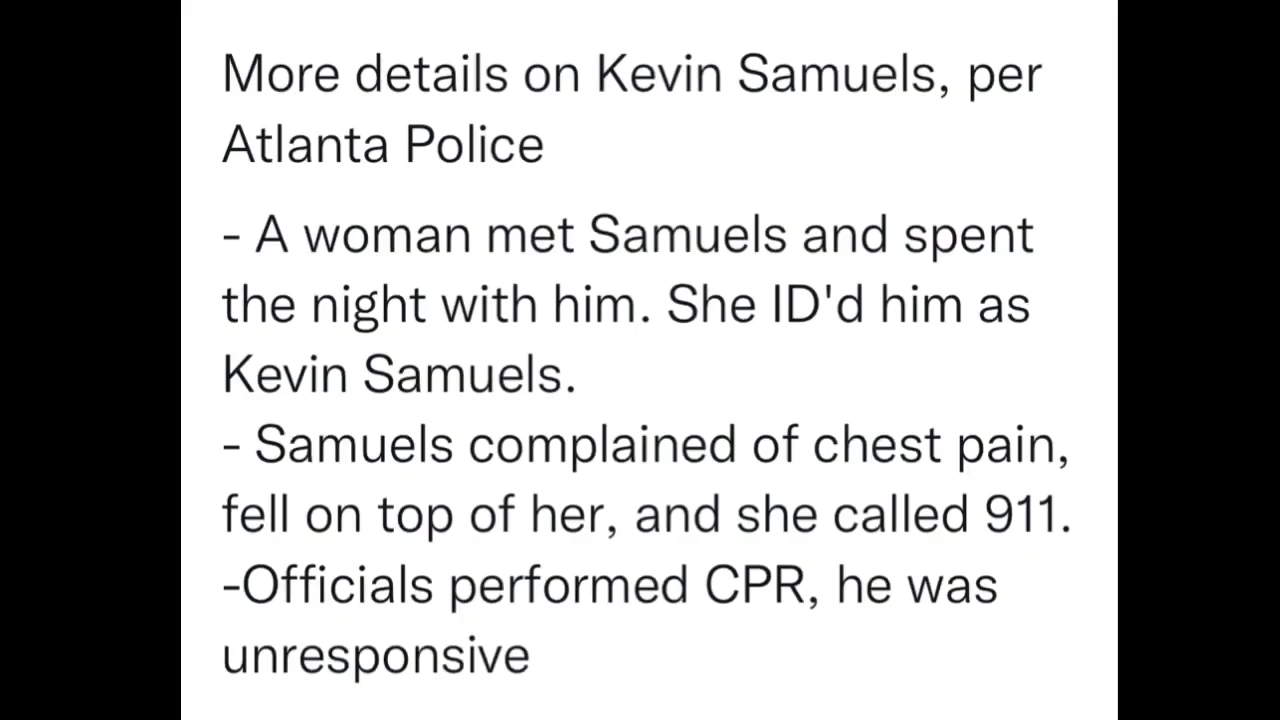 More details on Kevin Samuels, per
Atlanta Police
- A woman met Samuels and spent
the night with him. She ID'd him as
Kevin Samuels.
- Samuels complained of chest pain,
fell on top of her, and she called 911.
-Officials performed CPR, he was
unresponsive